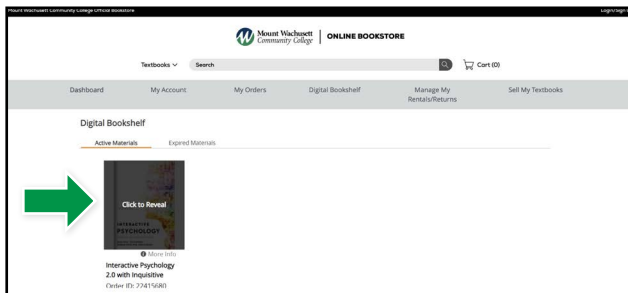 Mount Wachusett Community College Official Bookstore
Login/Sign
Mount Wachusett
Community College
ONLINE BOOKSTORE
Textbooks
Search
Cart (0)
Dashboard
My Account
My Orders
Digital Bookshelf
Manage My
Rentals/Returns
Sell My Textbooks
Digital Bookshelf
Active Materials
Expired Materials
Click to Reveal
INTERACTIVE
PSYCHOLOGY
More Info
Interactive Psychology
2.0 with Inquisitive
Order ID: 22415680